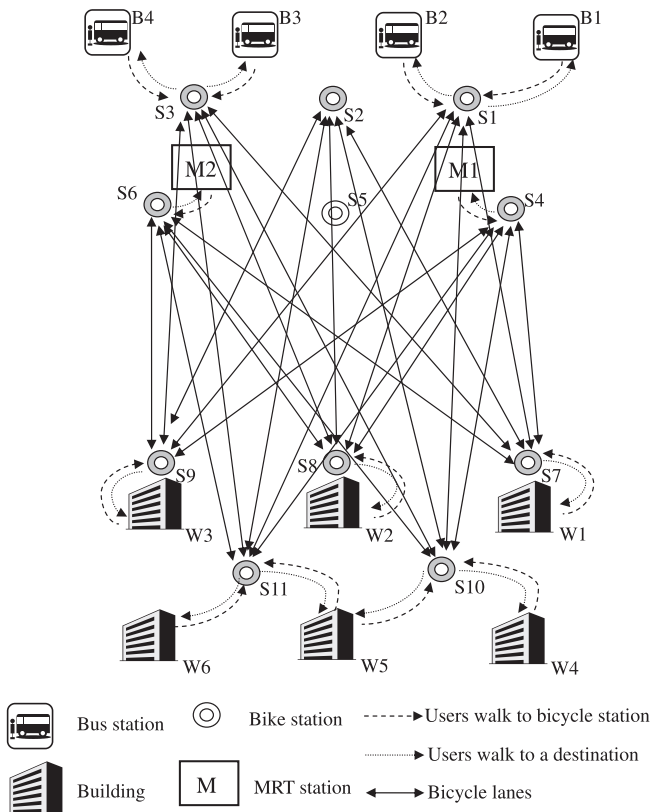 B4 B3 B2 B1
S3 S2 S1
M2 M1
S6 S5 S4
S9 S8 S7
W3 W2 W1
S11 S10
W6 W5 W4
Bus station Bike station Users walk to bicycle station
Users walk to a destination
Building M MRT station Bicycle lanes